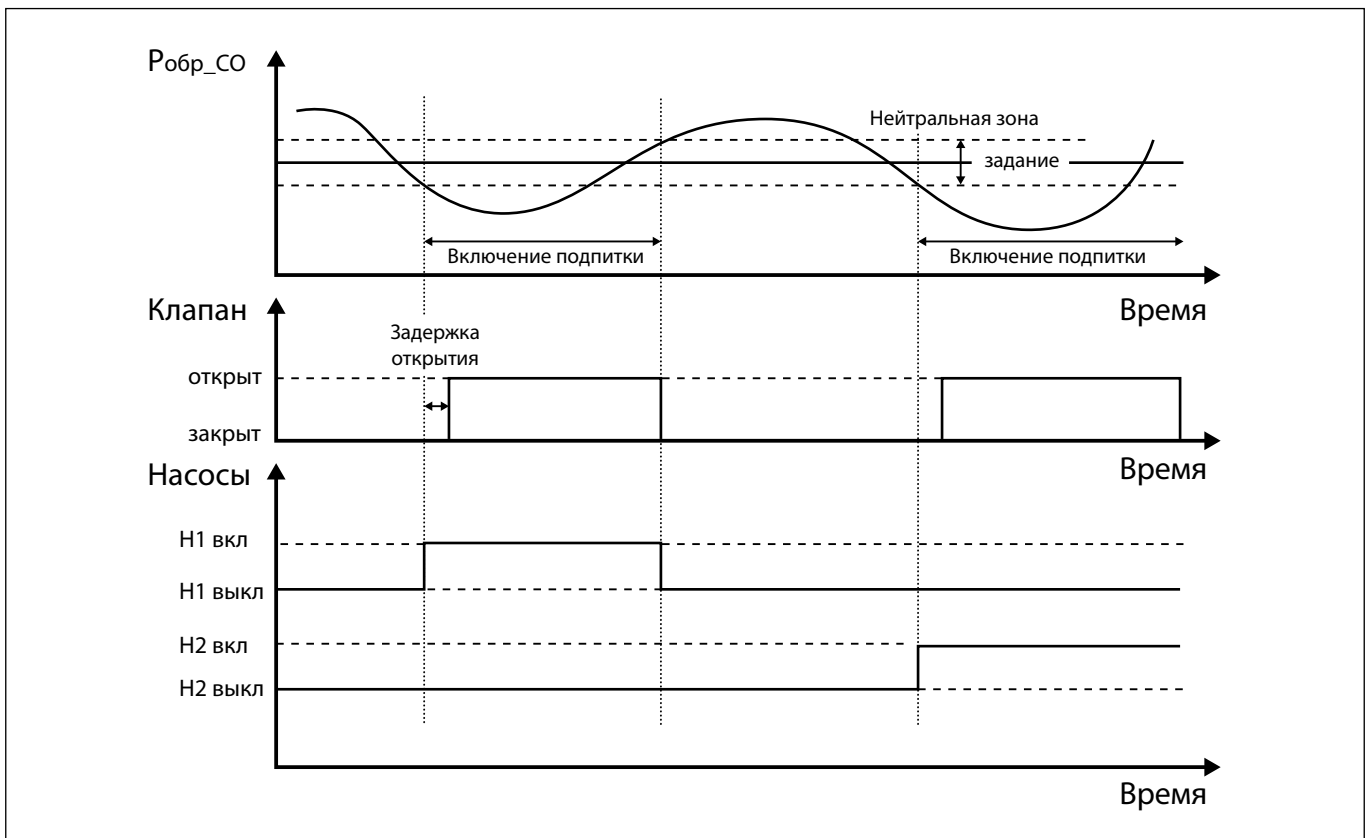 Pобр_СО
Нейтральная зона
задание
Включение подпитки
Включение подпитки
Время
Клапан
Задержка
открытия
открыт
закрыт
Время
Насосы
Н1 вкл
Н1 выкл
Н2 вкл
Н2 выкл
Время